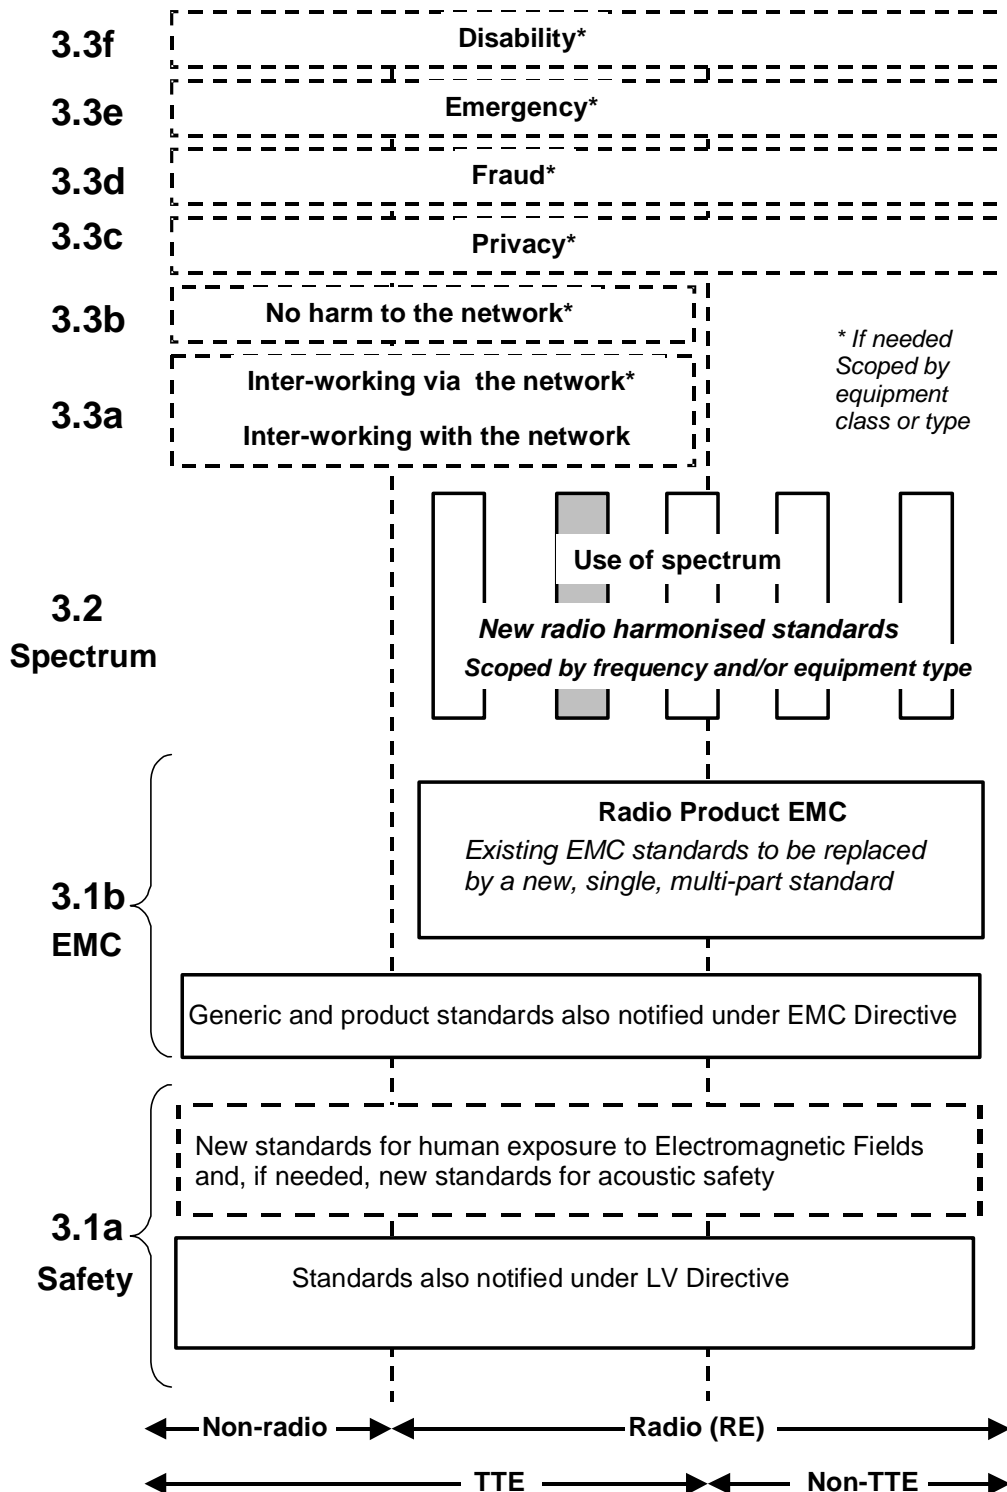 3.3f
Disability*
3.3e
Emergency*
3.3d
Fraud*
3.3c
Privacy*
3.3b
No harm to the network*
* If needed
Scoped by
equipment
class or type
3.3a
Inter-working via the network*
Inter-working with the network
3.2
Spectrum
Use of spectrum
New radio harmonised standards
Scoped by frequency and/or equipment type
3.1b
EMC
Radio Product EMC
Existing EMC standards to be replaced
by a new, single, multi-part standard
Generic and product standards also notified under EMC Directive
3.1a
Safety
New standards for human exposure to Electromagnetic Fields
and, if needed, new standards for acoustic safety
Standards also notified under LV Directive
Non-radio
Radio (RE)
TTE
Non-TTE